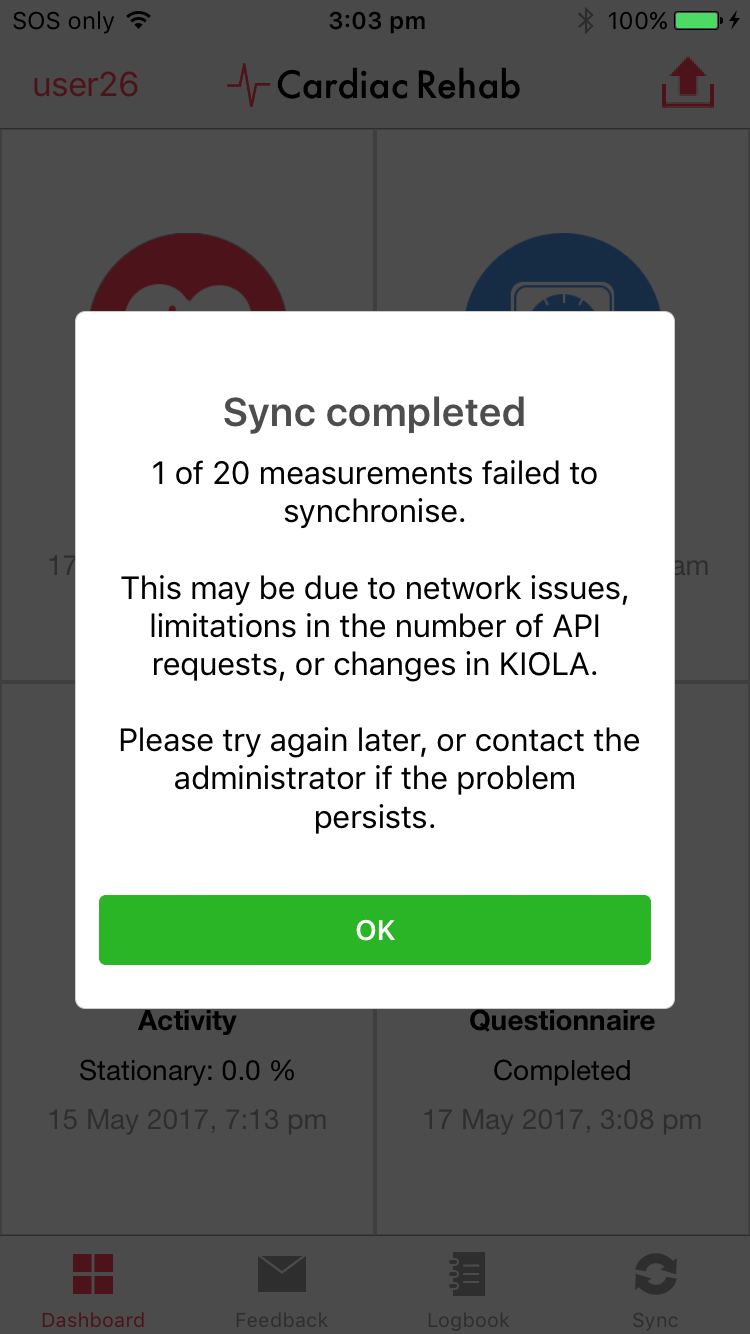 SOS only 3:03 pm 100%
user26 Cardiac Rehab
Sync completed
1 of 20 measurements failed to
synchronise.
This may be due to network issues,
limitations in the number of API
requests, or changes in KIOLA.
Please try again later, or contact the
administrator if the problem
persists.
OK
17 am
Activity Questionnaire
Stationary: 0.0 % Completed
15 May 2017, 7:13 pm 17 May 2017, 3:08 pm
Dashboard Feedback Logbook Sync